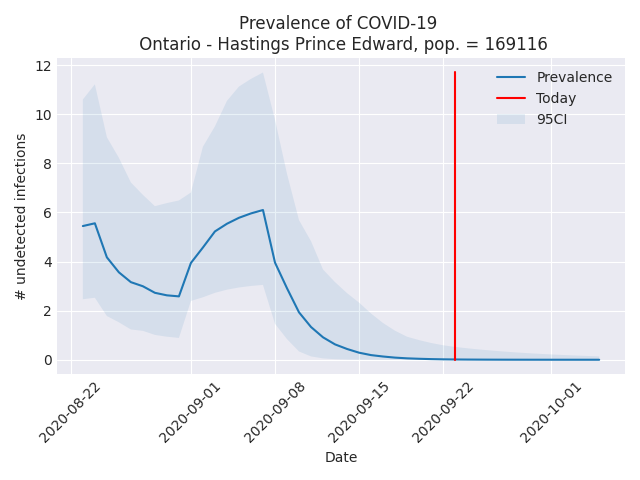 Prevalence of COVID-19
Ontario - Hastings Prince Edward, pop. = 169116
12
10
8
6
4
2
0
# undetected infections
Prevalence
Today
95CI
2020-08-22
2020-09-01
2020-09-08
2020-09-15
2020-09-22
2020-10-01
Date